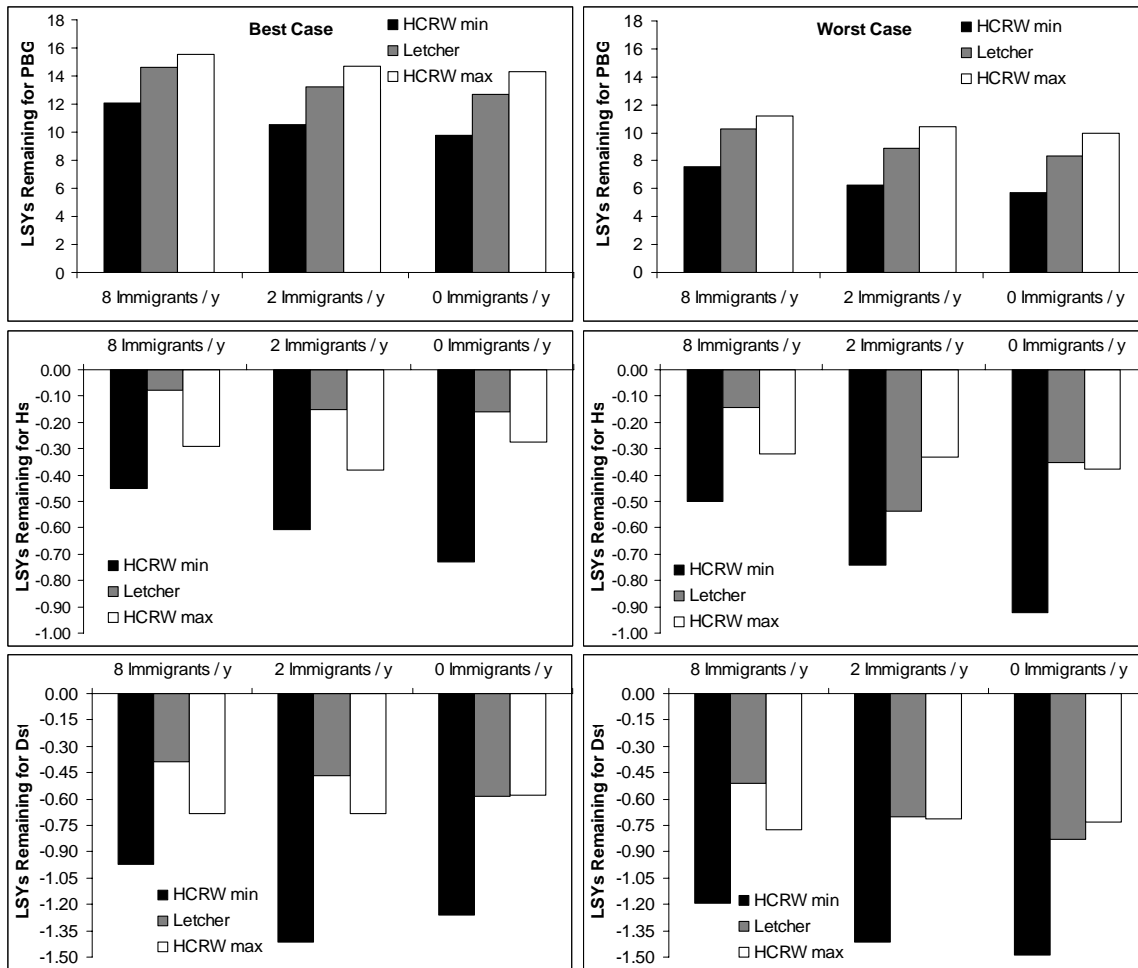 LSYs Remaining for PBG
Best Case
HCRW min
Letcher
HCRW max
18
16
14
12
10
8
6
4
2
0
8 Immigrants / y
2 Immigrants / y
0 Immigrants / y
LSYs Remaining for PBG
Worst Case
HCRW min
Letcher
HCRW max
18
16
14
12
10
8
6
4
2
0
8 Immigrants / y
2 Immigrants / y
0 Immigrants / y
LSYs Remaining for Hs
8 Immigrants / y
2 Immigrants / y
0 Immigrants / y
0.00
-0.10
-0.20
-0.30
-0.40
-0.50
-0.60
-0.70
-0.80
-0.90
-1.00
HCRW min
Letcher
HCRW max
LSYs Remaining for Hs
8 Immigrants / y
2 Immigrants / y
0 Immigrants / y
0.00
-0.10
-0.20
-0.30
-0.40
-0.50
-0.60
-0.70
-0.80
-0.90
-1.00
HCRW min
Letcher
HCRW max
LSYs Remaining for Dst
8 Immigrants / y
2 Immigrants / y
0 Immigrants / y
0.00
-0.15
-0.30
-0.45
-0.60
-0.75
-0.90
-1.05
-1.20
-1.35
-1.50
HCRW min
Letcher
HCRW max
LSYs Remaining for Dst
8 Immigrants / y
2 Immigrants / y
0 Immigrants / y
0.00
-0.15
-0.30
-0.45
-0.60
-0.75
-0.90
-1.05
-1.20
-1.35
-1.50
HCRW min
Letcher
HCRW max